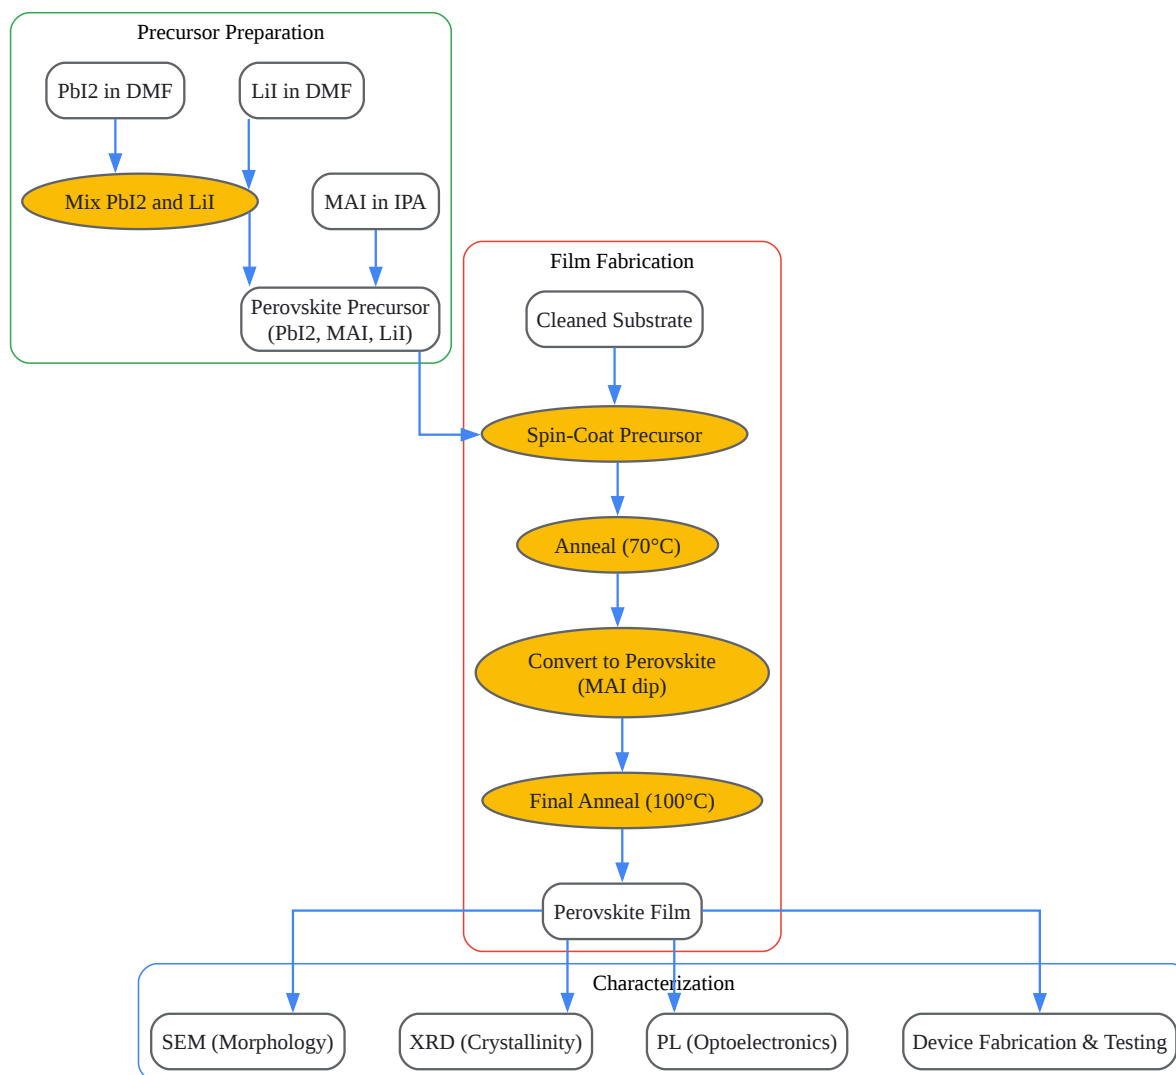 Precursor Preparation
PbI2 in DMF
LiI in DMF
Mix PbI2 and LiI
MAI in IPA
Perovskite Precursor
(PbI2, MAI, LiI)
Film Fabrication
Cleaned Substrate
Spin-Coat Precursor
Anneal (70°C)
Convert to Perovskite
(MAI dip)
Final Anneal (100°C)
Perovskite Film
Characterization
SEM (Morphology)
XRD (Crystallinity)
PL (Optoelectronics)
Device Fabrication & Testing